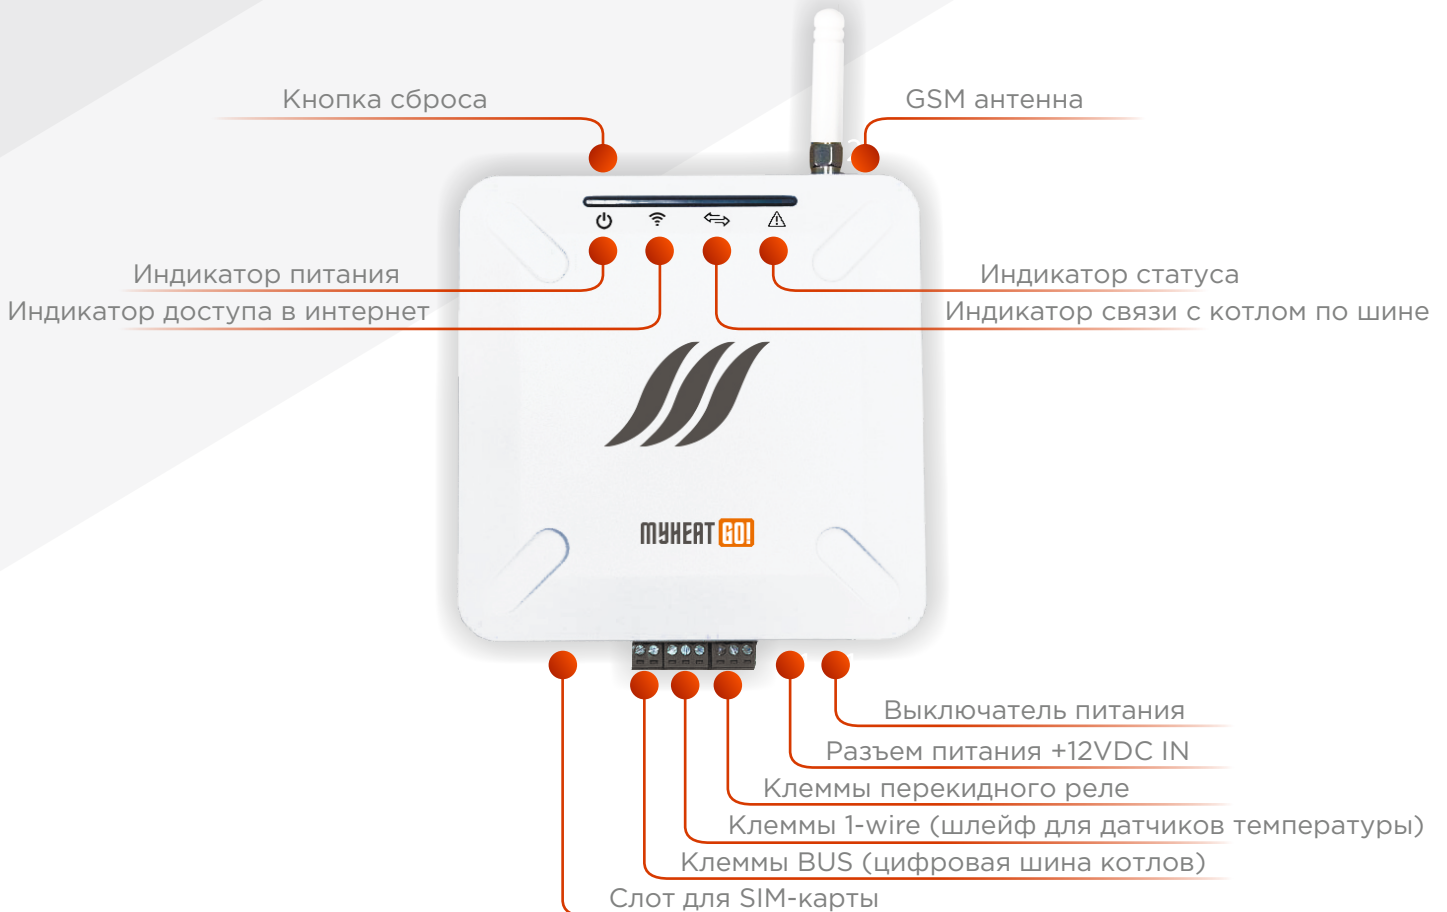 Кнопка сброса
GSM антенна
Индикатор питания
Индикатор статуса
Индикатор доступа в интернет
Индикатор связи с котлом по шине
MYHEAT GO!
Выключатель питания
Разъем питания +12VDC IN
Клеммы перекидного реле
Клеммы 1-wire (шлейф для датчиков температуры)
Клеммы BUS (цифровая шина котлов)
Слот для SIM-карты